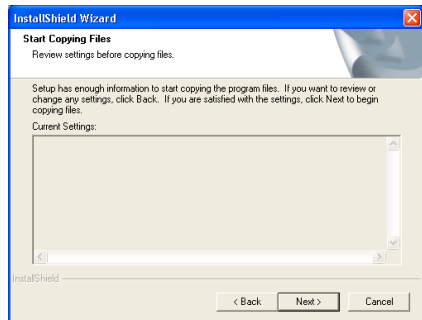 InstallShield Wizard
Start Copying Files
Review settings before copying files.
Setup has enough information to start copying the program files. If you want to review or
change any settings, click Back. If you are satisfied with the settings, click Next to begin
copying files.
Current Settings:
InstallShield
< Back Next > Cancel